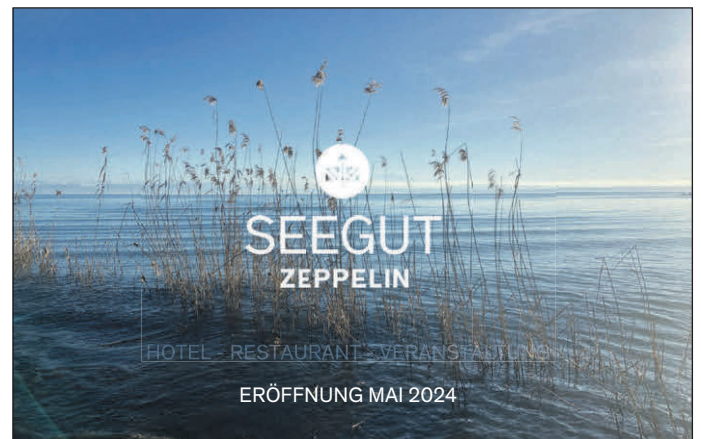 SEEGUT
ZEPPELIN
HOTEL - RESTAURANT - VERANSTALTUNG
ERÖFFNUNG MAI 2024